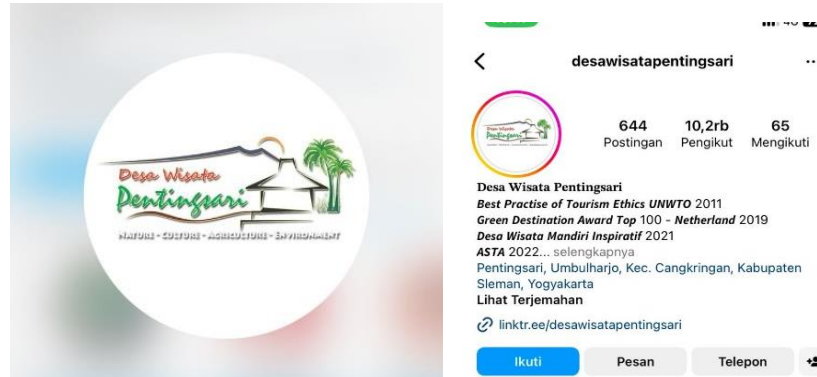 Desa Wisata
Pentingsari
NATURE - CULTURE - AGRICULTURE - ENVIRONMENT
desawisatapentingsari
644
10,2rb
65
Postingan
Pengikut
Mengikuti
Desa Wisata Pentingsari
Best Practise of Tourism Ethics UNWTO 2011
Green Destination Award Top 100 - Netherland 2019
Desa Wisata Mandiri Inspiratif 2021
ASTA 2022... selengkapnya
Pentingsari, Umbulharjo, Kec. Cangkringan, Kabupaten
Sleman, Yogyakarta
Lihat Terjemahan
linktr.ee/desawisatapentingsari
Ikuti
Pesan
Telepon